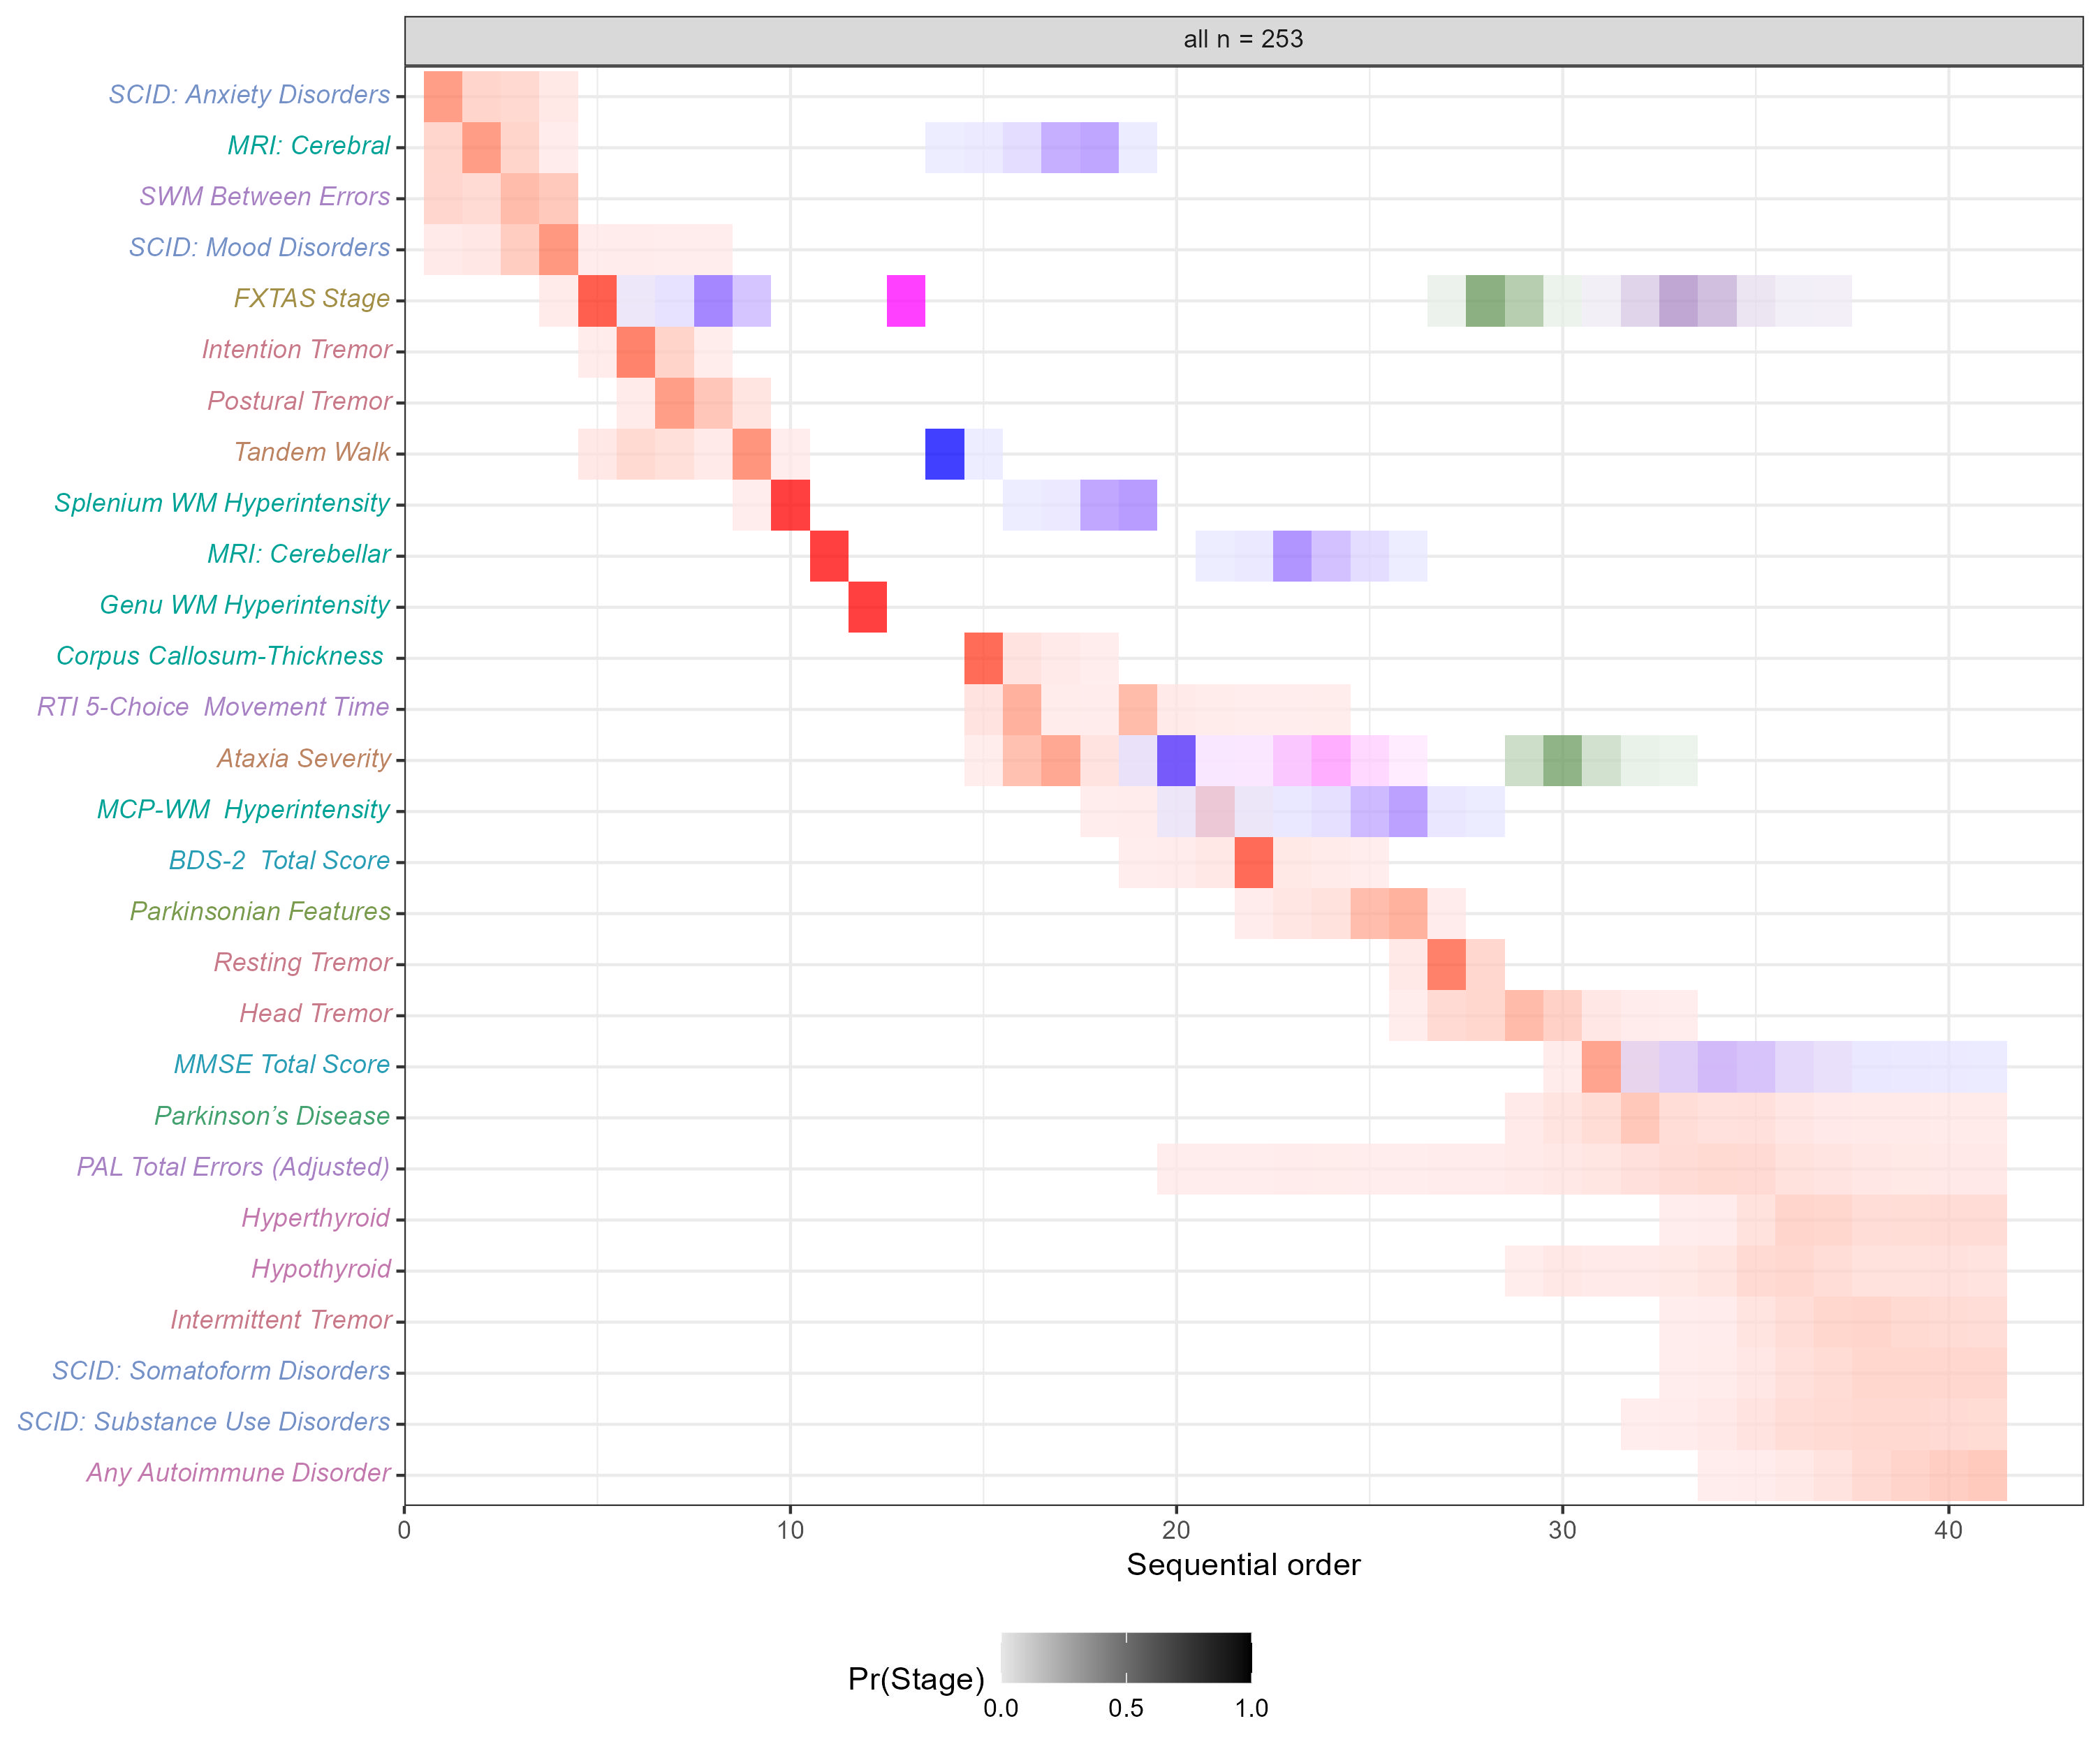 all n = 253
SCID: Anxiety Disorders
MRI: Cerebral
SWM Between Errors
SCID: Mood Disorders
FXTAS Stage
Intention Tremor
Postural Tremor
Tandem Walk
Splenium WM Hyperintensity
MRI: Cerebellar
Genu WM Hyperintensity
Corpus Callosum-Thickness
RTI 5-Choice  Movement Time
Ataxia Severity
MCP-WM  Hyperintensity
BDS-2  Total Score
Parkinsonian Features
Resting Tremor
Head Tremor
MMSE Total Score
Parkinson’s Disease
PAL Total Errors (Adjusted)
Hyperthyroid
Hypothyroid
Intermittent Tremor
SCID: Somatoform Disorders
SCID: Substance Use Disorders
Any Autoimmune Disorder
0 10 20 30 40
Sequential order
Pr(Stage)
0.0 0.5 1.0